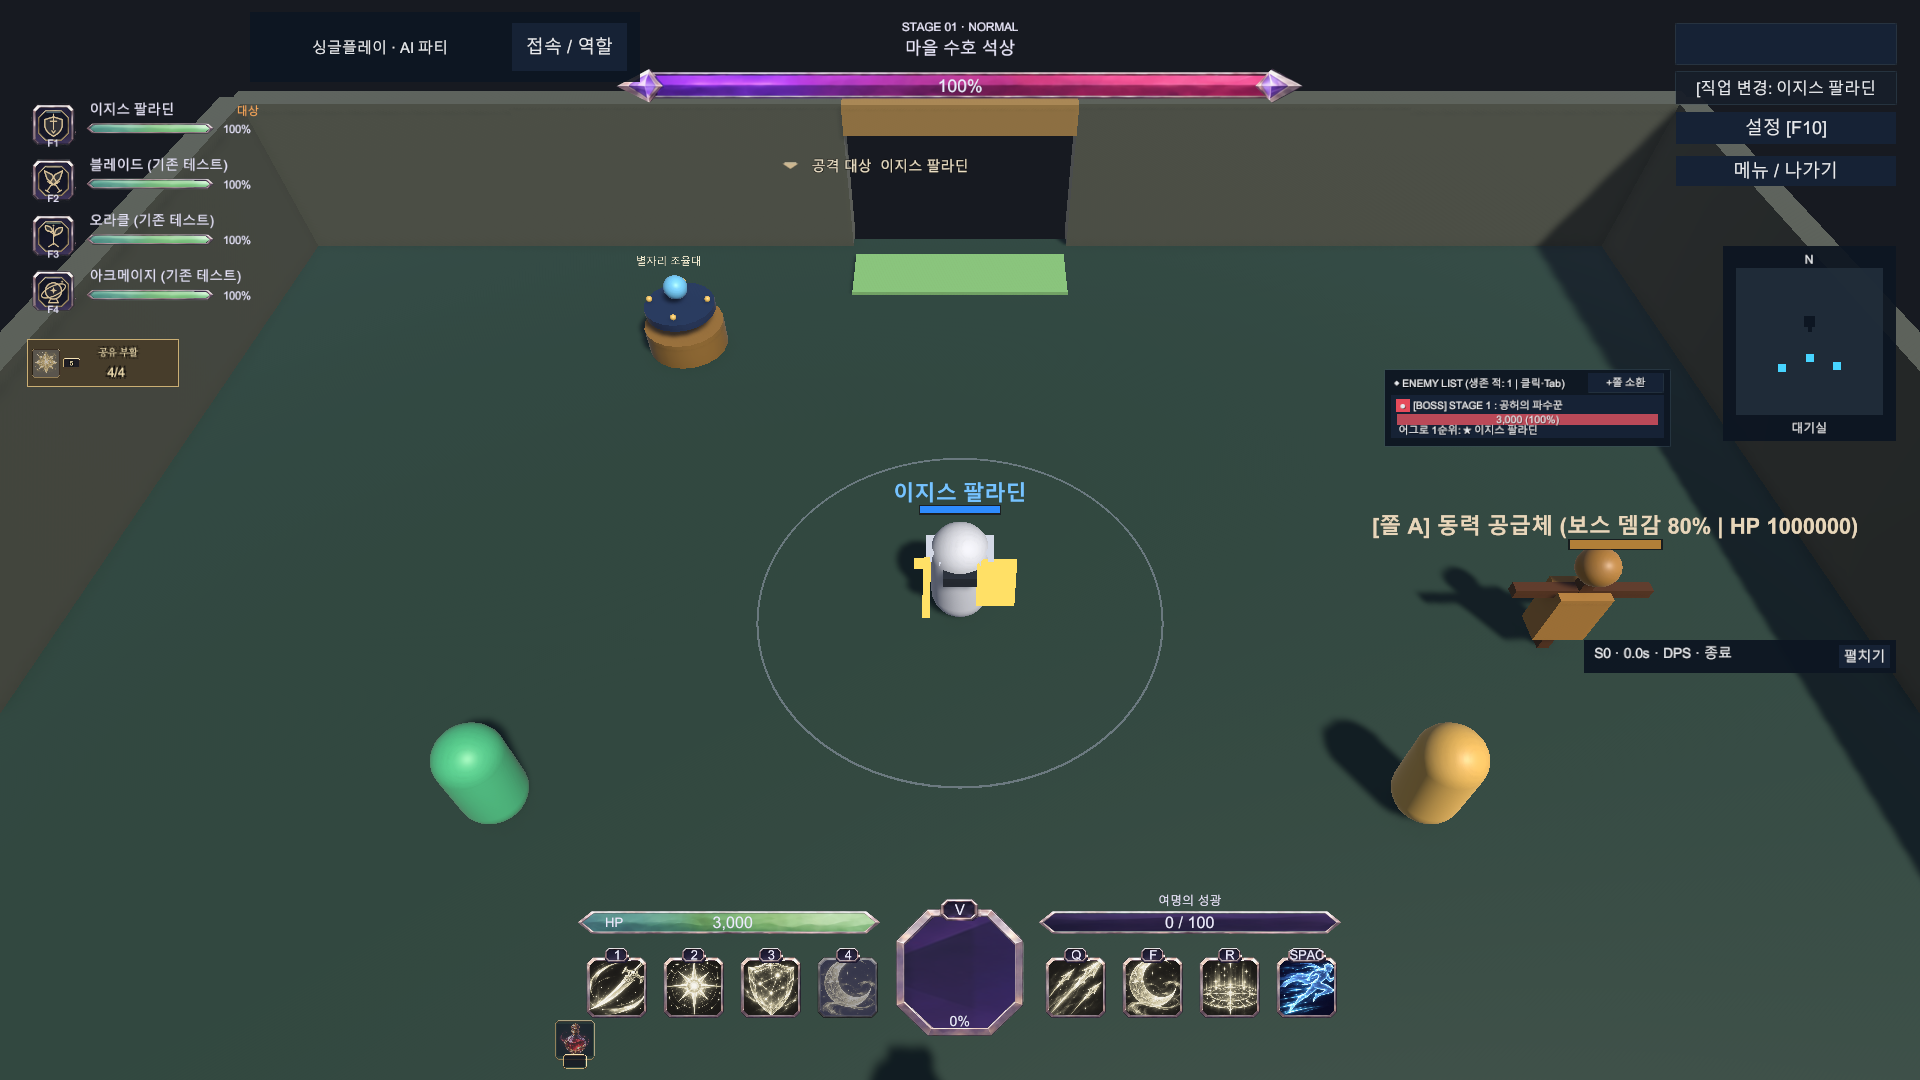 싱글플레이 · AI 파티
접속 / 역할
STAGE 01 · NORMAL
마을 수호 석상
100%
[직업 변경: 이지스 팔라딘
설정 [F10]
메뉴 / 나가기
이지스 팔라딘
대상
100%
F1
블레이드 (기존 테스트)
100%
F2
오라클 (기존 테스트)
100%
F3
아크메이지 (기존 테스트)
100%
F4
공유 부활
5
4/4
공격 대상 이지스 팔라딘
별자리 조율대
N
대기실
ENEMY LIST (생존 적: 1 | 클릭·Tab)
+쫄 소환
[BOSS] STAGE 1 : 공허의 파수꾼
3,000 (100%)
어그로 1순위: ★ 이지스 팔라딘
이지스 팔라딘
[쫄 A] 동력 공급체 (보스 뎀감 80% | HP 1000000)
S0 · 0.0s · DPS · 종료
펼치기
HP
3,000
V
0%
여명의 성광
0 / 100
1
2
3
4
Q
F
R
SPAC